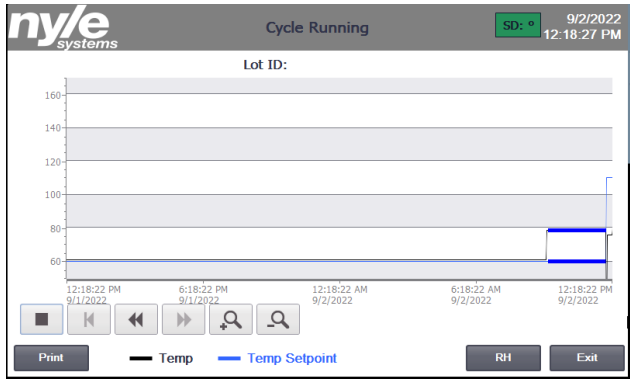 nyle
systems
Cycle Running
SD: º
9/2/2022
12:18:27 PM
Lot ID:
160
140
120
100
80
60
12:18:22 PM
9/1/2022
6:18:22 PM
9/1/2022
12:18:22 AM
9/2/2022
6:18:22 AM
9/2/2022
12:18:22 PM
9/2/2022
Print
Temp
Temp Setpoint
RH
Exit